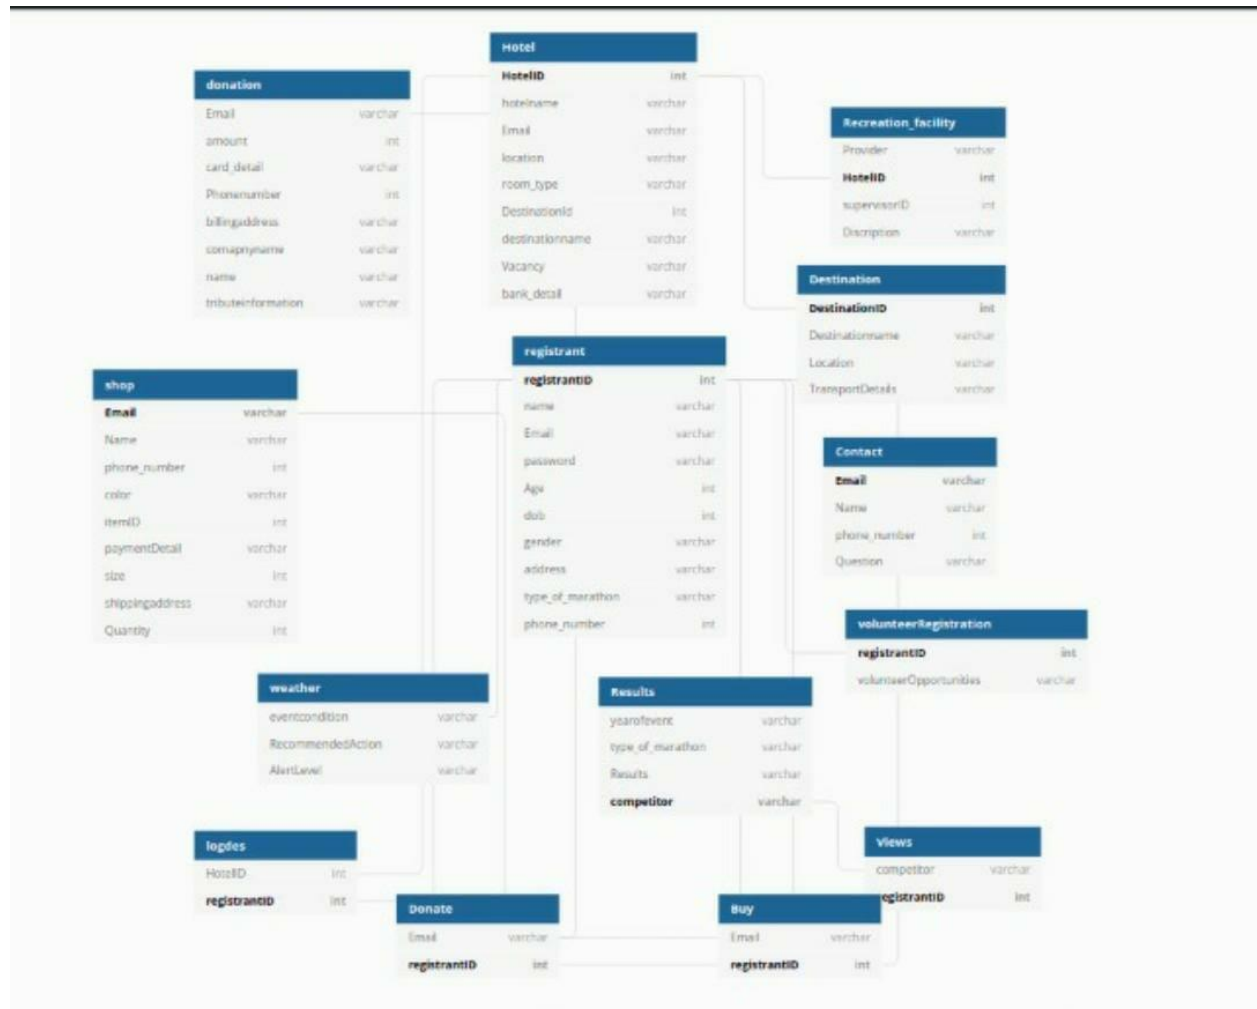 Hotel
HotelID int
hotelname varchar
Email varchar
location varchar
room_type varchar
DestinationId int
destinationname varchar
Vacancy varchar
bank_detail varchar
donation
Email varchar
amount int
card_detail varchar
Phonenumber int
billingaddress varchar
comapnyname varchar
name varchar
tributeinformation varchar
Recreation_facility
Provider varchar
HotelID int
supervisorID int
Discription varchar
Destination
DestinationID int
Destinationname varchar
Location varchar
TransportDetails varchar
registrant
registrantID int
name varchar
Email varchar
password varchar
Age int
dob int
gender varchar
address varchar
type_of_marathon varchar
phone_number int
shop
Email varchar
Name varchar
phone_number int
color varchar
itemID int
paymentDetail varchar
size int
shippingaddress varchar
Quantity int
Contact
Email varchar
Name varchar
phone_number int
Question varchar
volunteerRegistration
registrantID int
volunteerOpportunities varchar
weather
eventcondition varchar
RecommendedAction varchar
AlertLevel varchar
Results
yearofevent varchar
type_of_marathon varchar
Results varchar
competitor varchar
logdes
HotelID int
registrantID int
Views
competitor varchar
egistrantID int
Donate
Email varchar
registrantID int
Buy
Email varchar
registrantID int